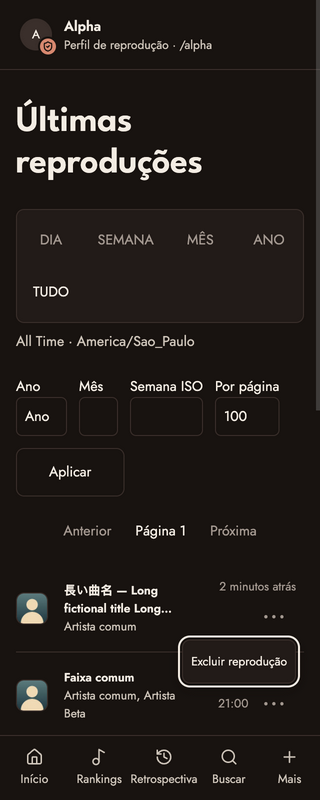 A
Alpha
Perfil de reprodução · /alpha
Últimas
reproduções
DIA SEMANA MÊS ANO
TUDO
All Time · America/Sao_Paulo
Ano Mês Semana ISO Por página
Ano 100
Aplicar
Anterior Página 1 Próxima
長い曲名 — Long
fictional title Long...
Artista comum
2 minutos atrás
Excluir reprodução
Faixa comum
Artista comum, Artista
Beta
21:00
Início Rankings Retrospectiva Buscar Mais